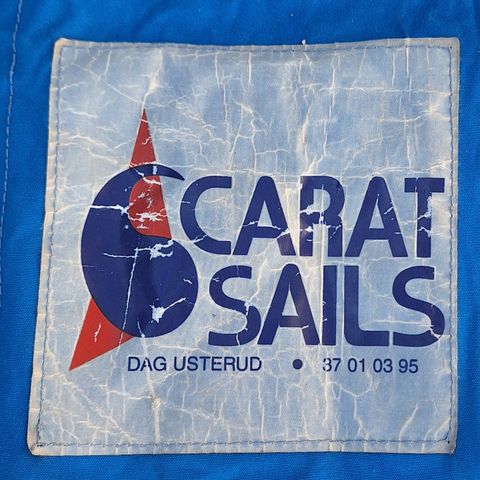 CARAT
SAILS
DAG USTERUD • 37 01 03 95